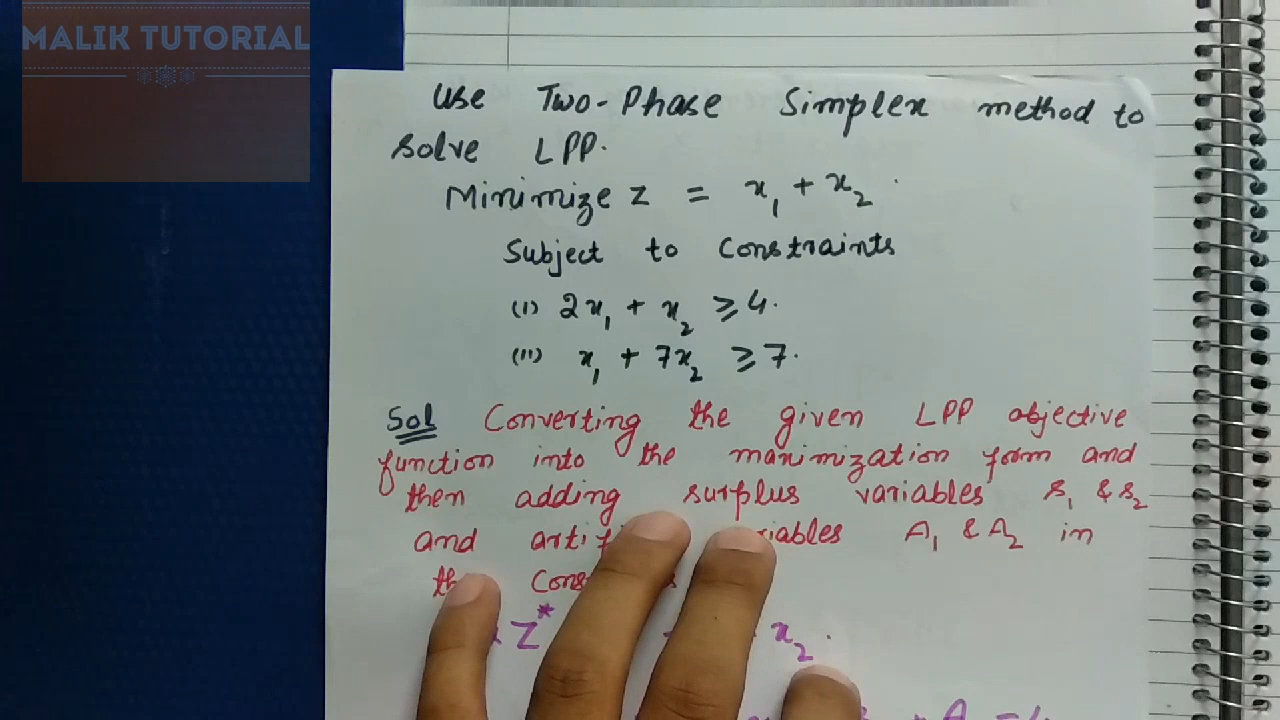 MALIK TUTORIAL
Use Two-Phase Simplex method to
solve LPP.
Minimize Z = x₁ + x₂
Subject to Constraints
(I) 2x₁ + x₂ ≥ 4.
(II) x₁ + 7x₂ ≥ 7.
Sol Converting the given LPP objective
function into the maximization form and
then adding surplus variables s₁ & s₂
and A₁ & A₂ in
Z* x₂.